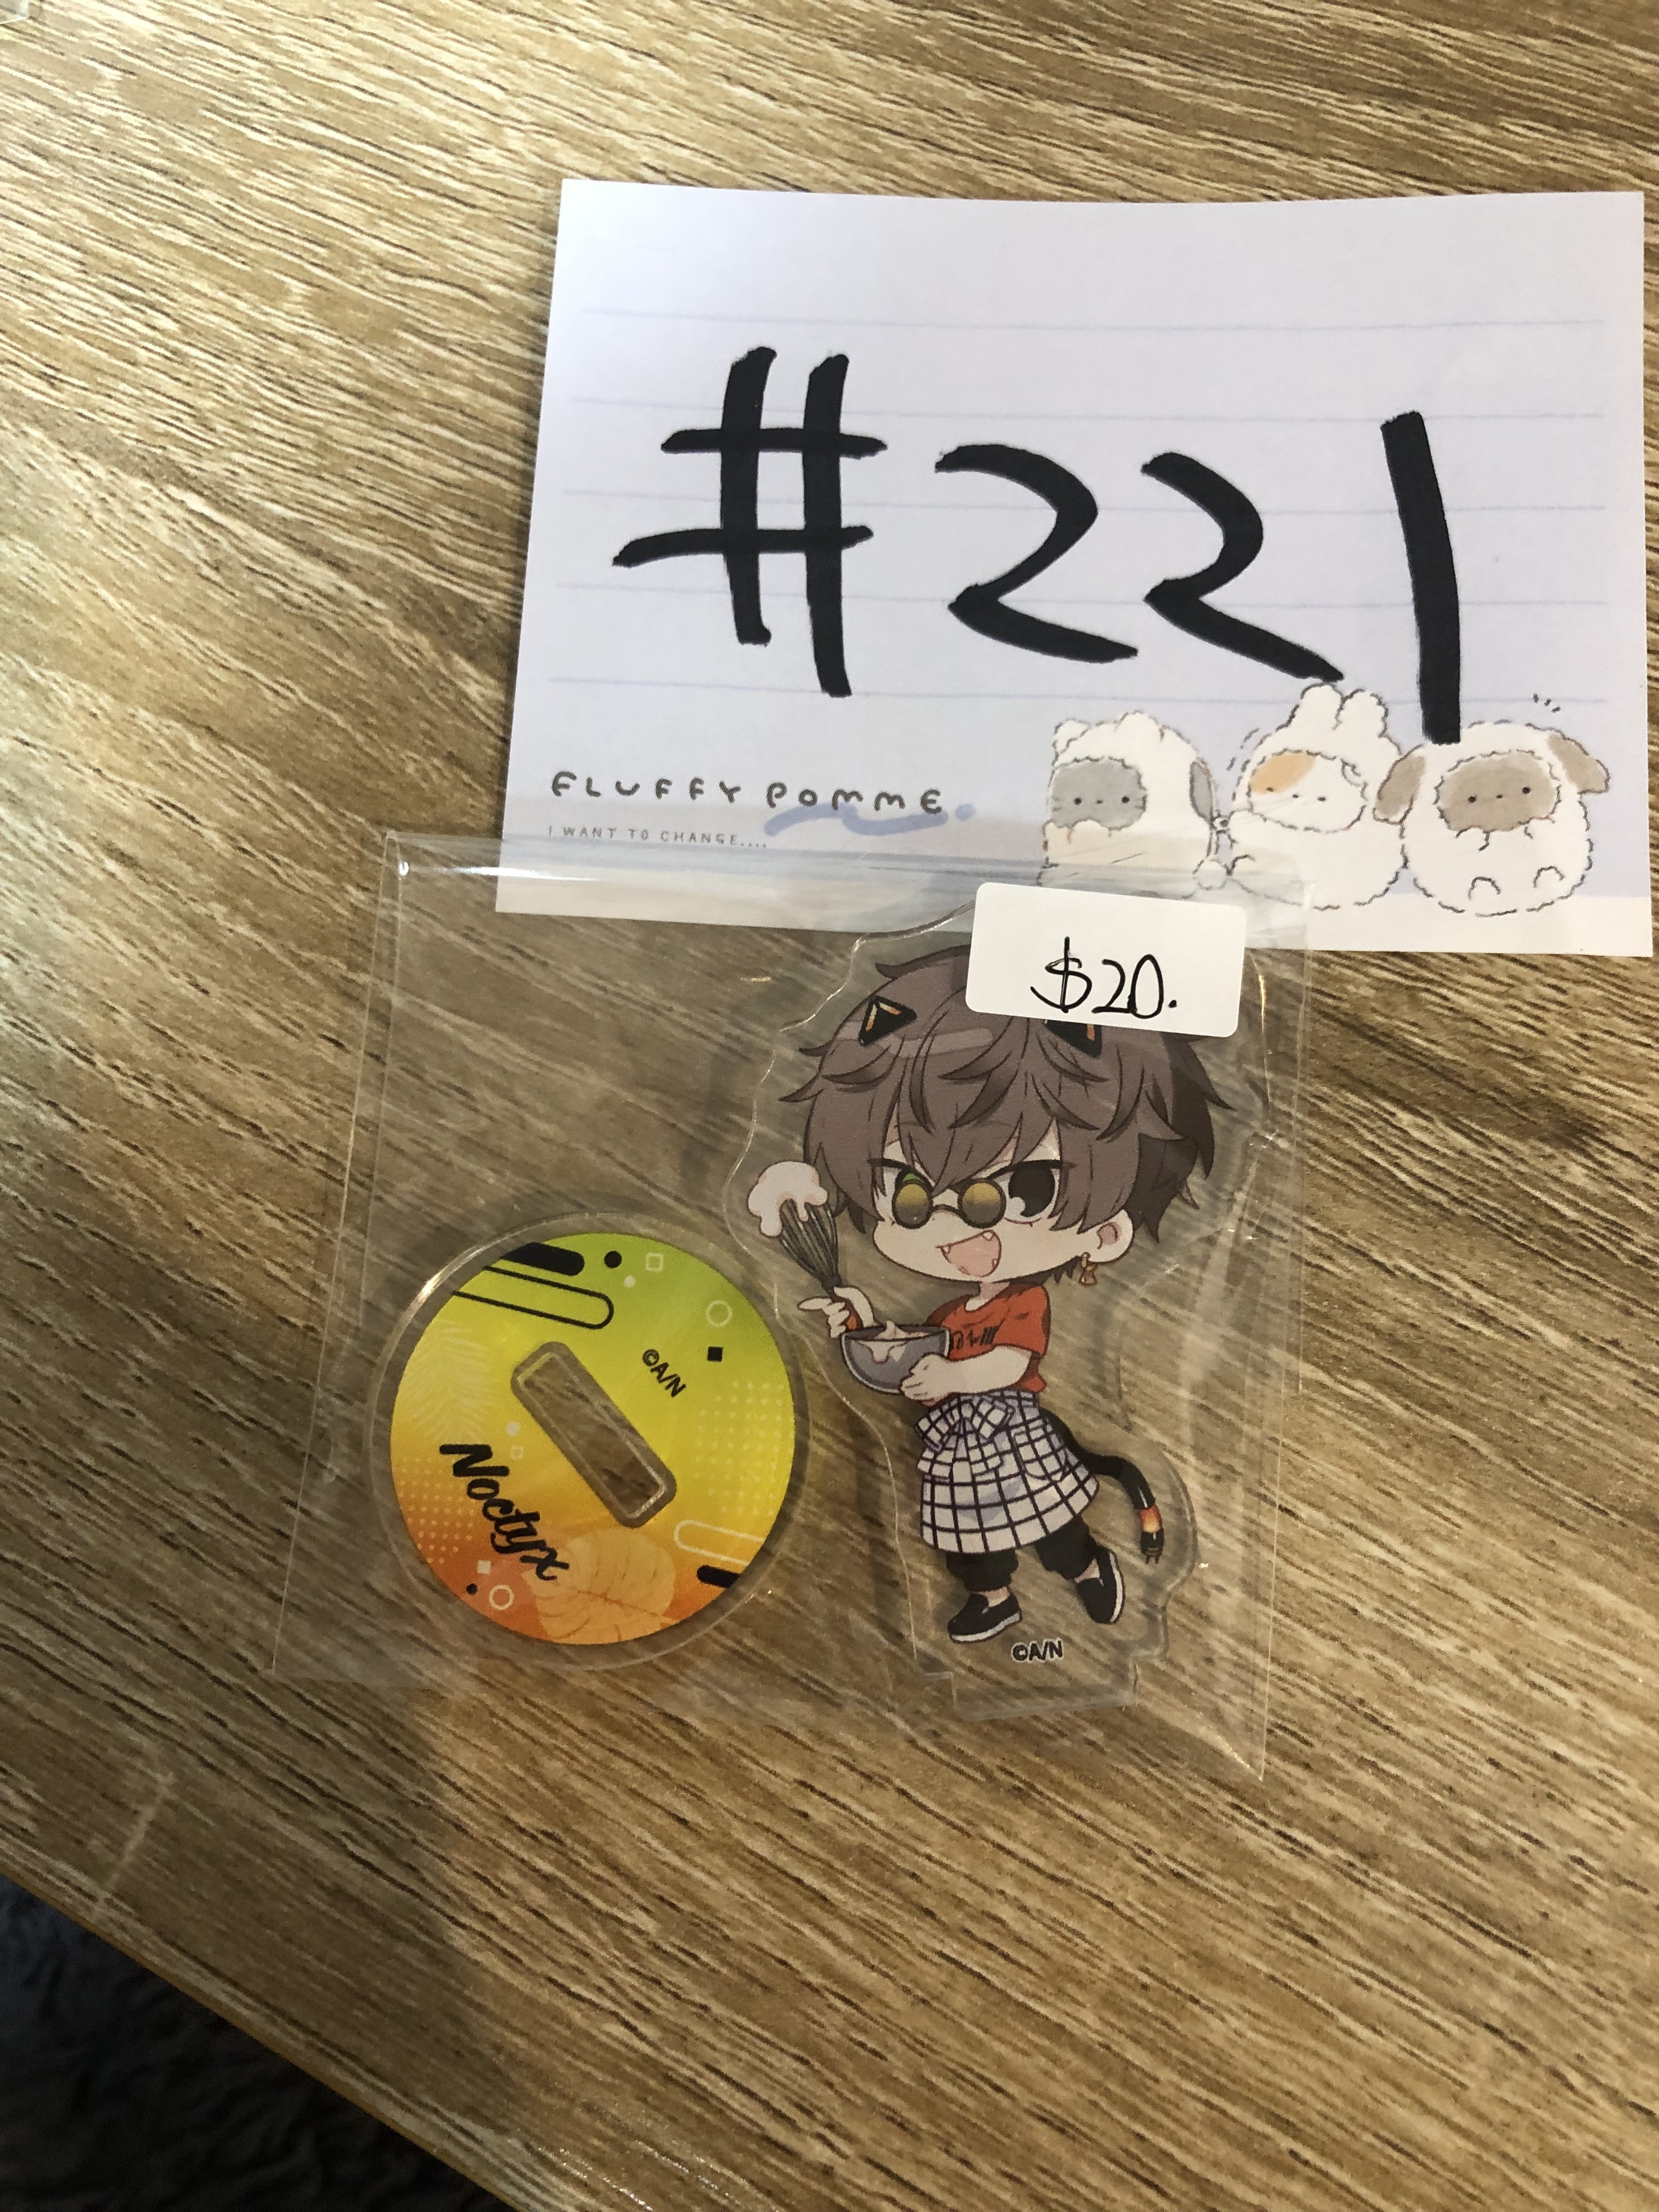 #221
FLUFFY POMME.
I WANT TO CHANGE....
$20.
©A/N
Noctyx
©A/N